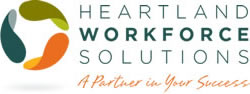 HEARTLAND
WORKFORCE
SOLUTIONS
A Partner in Your Success